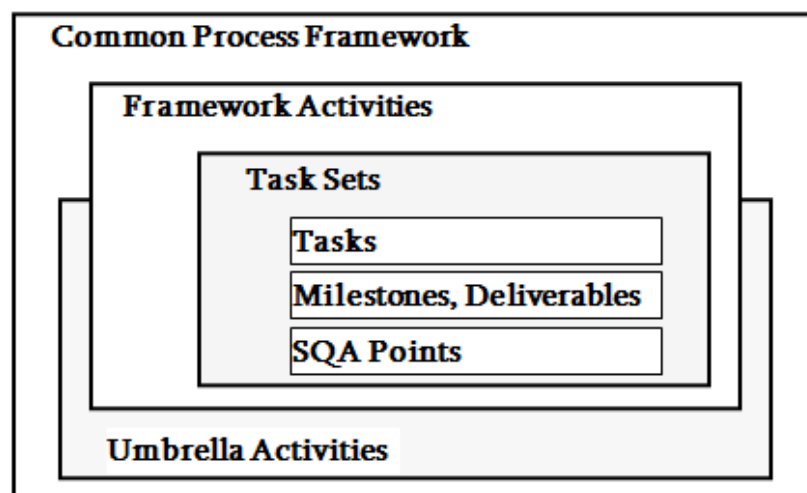 Common Process Framework
Framework Activities
Task Sets
Tasks
Milestones, Deliverables
SQA Points
Umbrella Activities